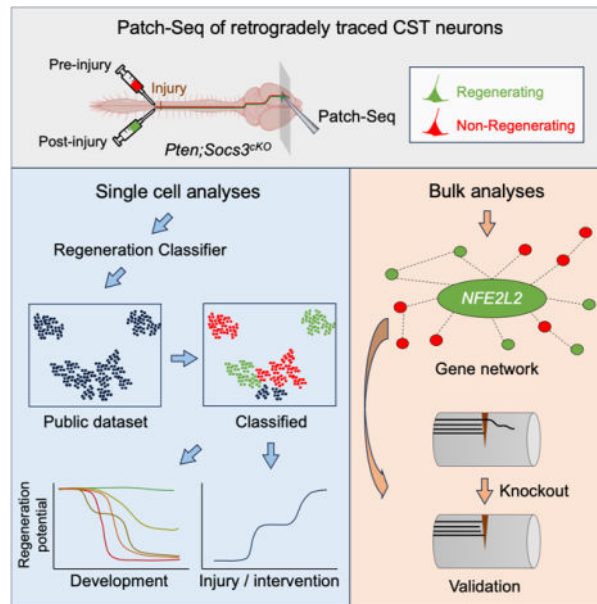 Patch-Seq of retrogradely traced CST neurons
Pre-injury
Injury
Post-injury
Pten;Socs3cKO
Patch-Seq
Regenerating
Non-Regenerating
Single cell analyses
Regeneration Classifier
Public dataset
Classified
Regeneration
potential
Development
Injury / intervention
Bulk analyses
NFE2L2
Gene network
Knockout
Validation